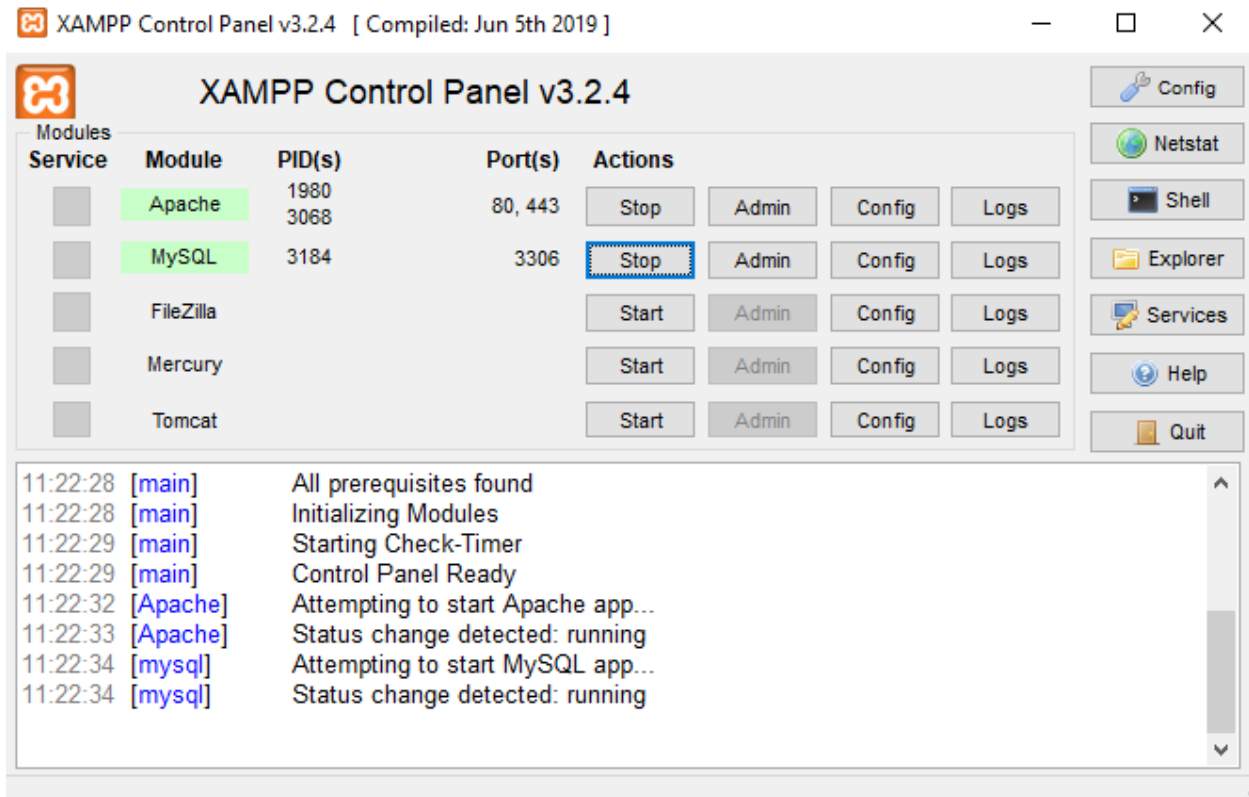 XAMPP Control Panel v3.2.4 [ Compiled: Jun 5th 2019 ]
XAMPP Control Panel v3.2.4
Config
Modules
Service Module PID(s) Port(s) Actions
Netstat
Apache 1980 3068 80, 443 Stop Admin Config Logs
Shell
MySQL 3184 3306 Stop Admin Config Logs
Explorer
FileZilla Start Admin Config Logs
Services
Mercury Start Admin Config Logs
Help
Tomcat Start Admin Config Logs
Quit
11:22:28 [main] All prerequisites found
11:22:28 [main] Initializing Modules
11:22:29 [main] Starting Check-Timer
11:22:29 [main] Control Panel Ready
11:22:32 [Apache] Attempting to start Apache app...
11:22:33 [Apache] Status change detected: running
11:22:34 [mysql] Attempting to start MySQL app...
11:22:34 [mysql] Status change detected: running